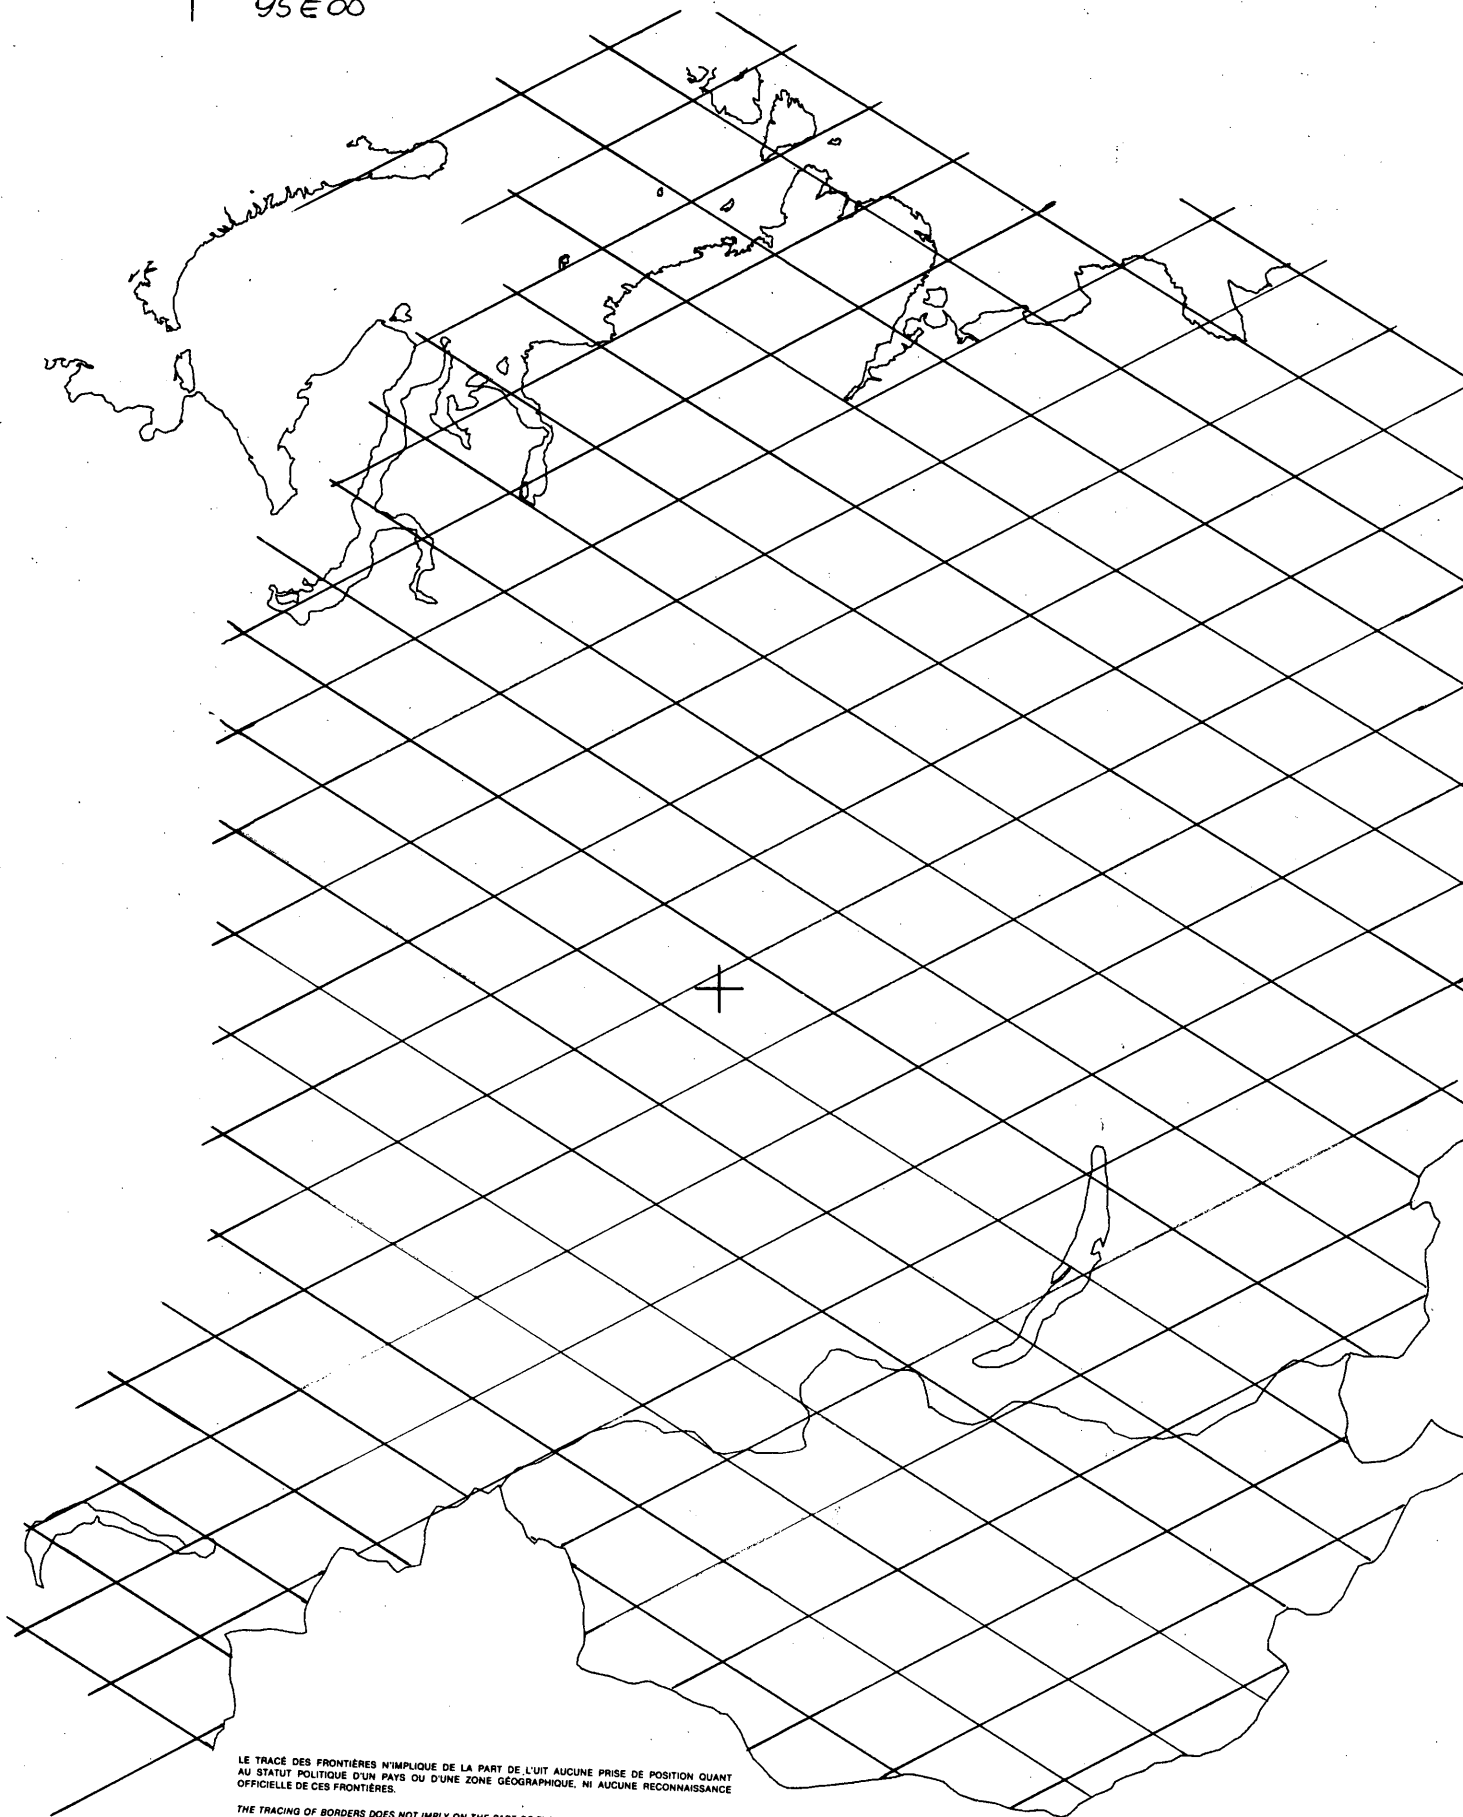 95E00
LE TRACÉ DES FRONTIÈRES N'IMPLIQUE DE LA PART DE L'UIT AUCUNE PRISE DE POSITION QUANT
AU STATUT POLITIQUE D'UN PAYS OU D'UNE ZONE GÉOGRAPHIQUE, NI AUCUNE RECONNAISSANCE
OFFICIELLE DE CES FRONTIÈRES.
THE TRACING OF BORDERS DOES NOT IMPLY ON THE PART OF